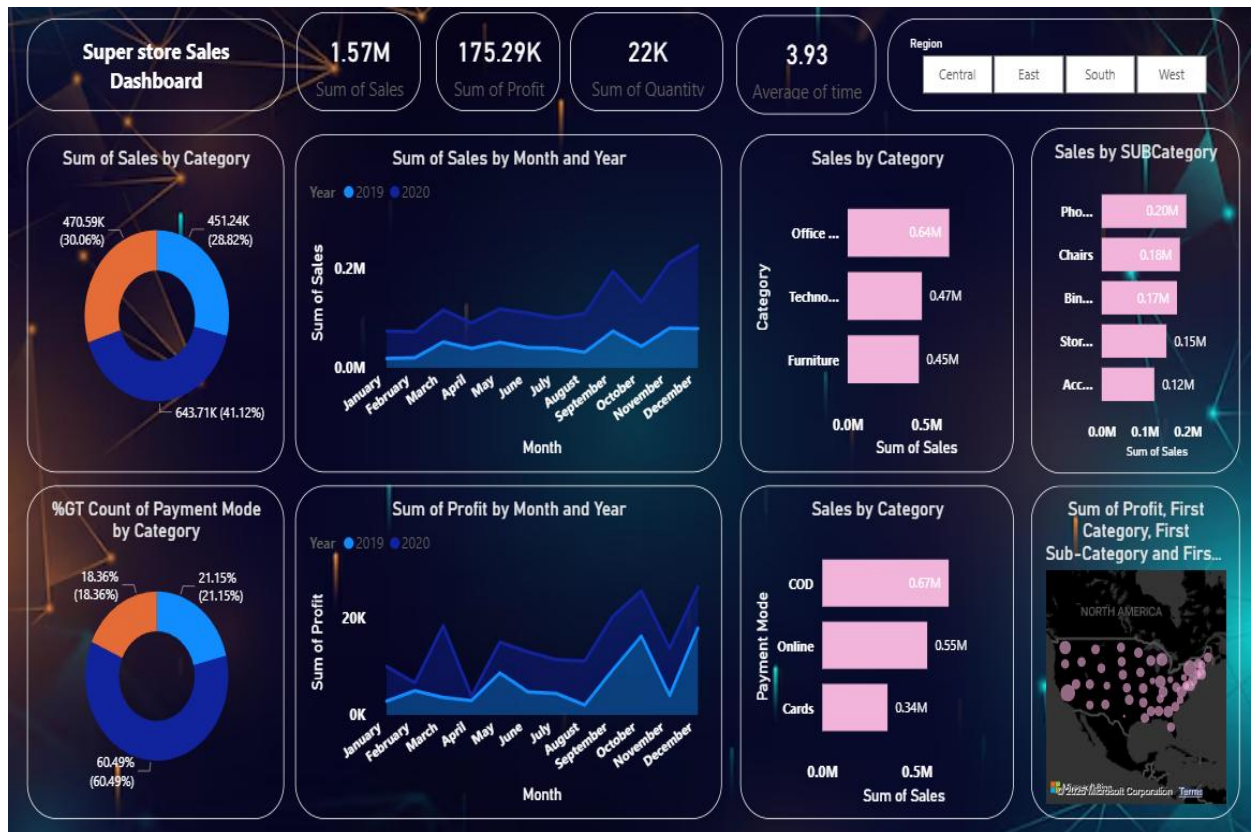 Super store Sales
Dashboard
1.57M
Sum of Sales
175.29K
Sum of Profit
22K
Sum of Quantity
3.93
Average of time
Region
Central
East
South
West
Sum of Sales by Category
470.59K
(30.06%)
451.24K
(28.82%)
643.71K (41.12%)
Sum of Sales by Month and Year
Year 2019 2020
Sum of Sales
0.2M
0.0M
January
February
March
April
May
June
July
August
September
October
November
December
Month
Sales by Category
Category
Office ...
0.64M
Techno...
0.47M
Furniture
0.45M
0.0M 0.5M
Sum of Sales
Sales by SUBCategory
Pho...
0.20M
Chairs
0.18M
Bin...
0.17M
Stor...
0.15M
Acc...
0.12M
0.0M 0.1M 0.2M
Sum of Sales
%GT Count of Payment Mode
by Category
18.36%
(18.36%)
21.15%
(21.15%)
60.49%
(60.49%)
Sum of Profit by Month and Year
Year 2019 2020
Sum of Profit
20K
0K
January
February
March
April
May
June
July
August
September
October
November
December
Month
Sales by Category
Payment Mode
COD
0.67M
Online
0.55M
Cards
0.34M
0.0M 0.5M
Sum of Sales
Sum of Profit, First
Category, First
Sub-Category and Firs...
NORTH AMERICA
© 2025 Microsoft Corporation Terms